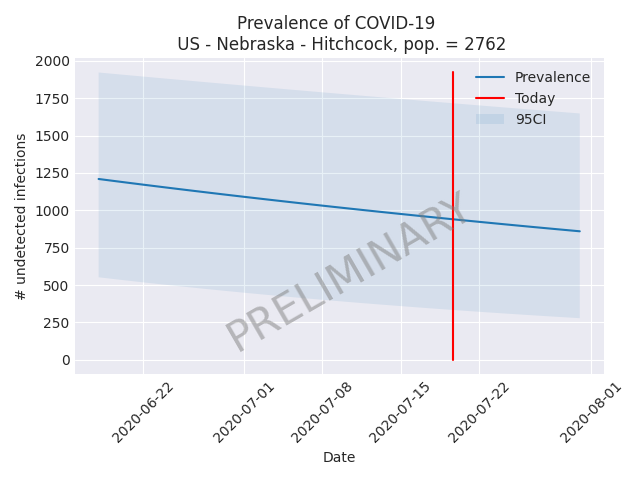 Prevalence of COVID-19
US - Nebraska - Hitchcock, pop. = 2762
Prevalence
Today
95CI
2000
1750
1500
1250
1000
750
500
250
0
# undetected infections
PRELIMINARY
2020-06-22
2020-07-01
2020-07-08
2020-07-15
2020-07-22
2020-08-01
Date